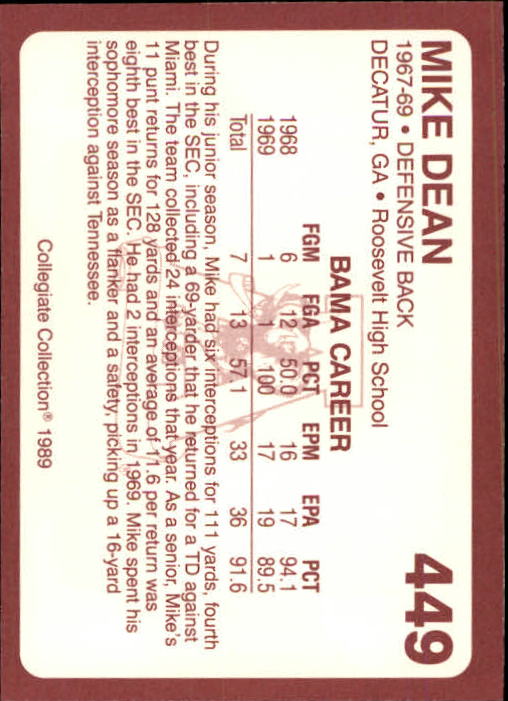 MIKE DEAN 449
1967-69 • DEFENSIVE BACK
DECATUR, GA • Roosevelt High School
BAMA CAREER
FGM FGA PCT EPM EPA PCT
1968 6 12 50.0 16 17 94.1
1969 1 1 100 17 19 89.5
Total 7 13 57.1 33 36 91.6
During his junior season, Mike had six interceptions for 111 yards, fourth
best in the SEC, including a 69-yarder that he returned for a TD against
Miami. The team collected 24 interceptions that year. As a senior, Mike's
11 punt returns for 128 yards and an average of 11.6 per return was
eighth best in the SEC. He had 2 interceptions in 1969. Mike spent his
sophomore season as a flanker and a safety, picking up a 16-yard
interception against Tennessee.
Collegiate Collection® 1989